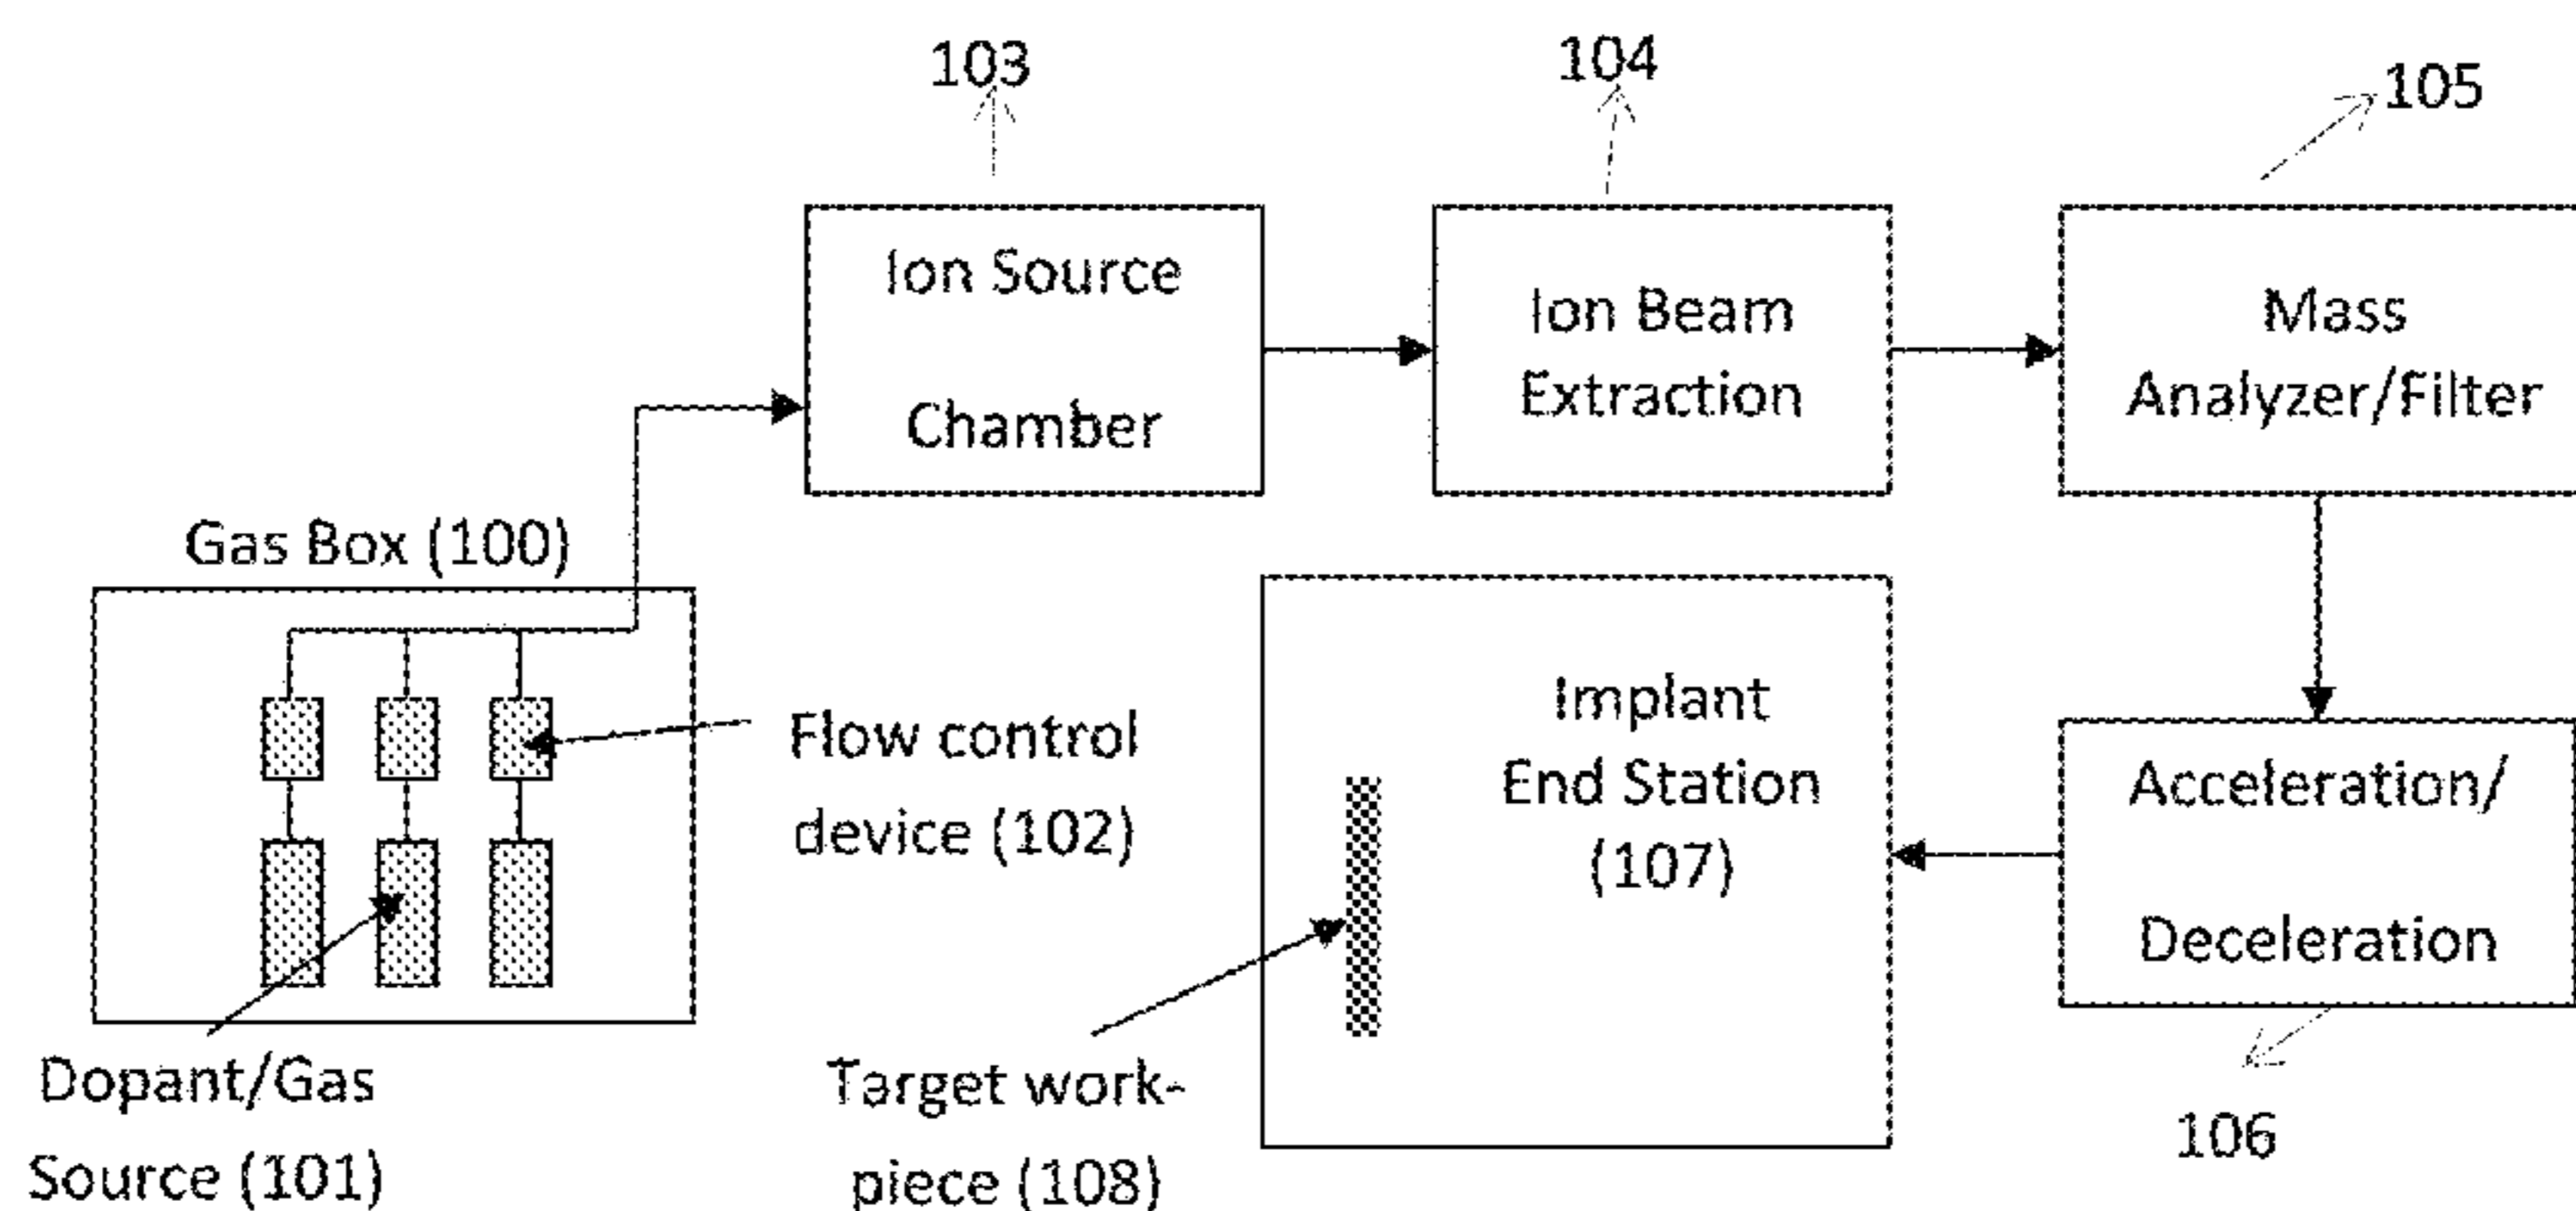 103
104
105
Ion Source
Chamber
Ion Beam
Extraction
Mass
Analyzer/Filter
Gas Box (100)
Flow control
device (102)
Implant
End Station
(107)
Acceleration/
Deceleration
Dopant/Gas
Source (101)
Target work-
piece (108)
106